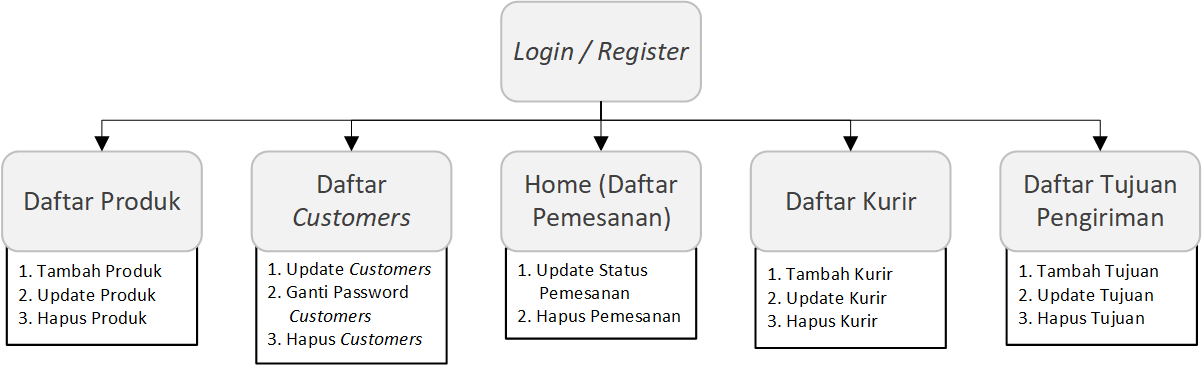 Login / Register
Daftar Produk
1. Tambah Produk
2. Update Produk
3. Hapus Produk
Daftar
Customers
1. Update Customers
2. Ganti Password
Customers
3. Hapus Customers
Home (Daftar
Pemesanan)
1. Update Status
Pemesanan
2. Hapus Pemesanan
Daftar Kurir
1. Tambah Kurir
2. Update Kurir
3. Hapus Kurir
Daftar Tujuan
Pengiriman
1. Tambah Tujuan
2. Update Tujuan
3. Hapus Tujuan